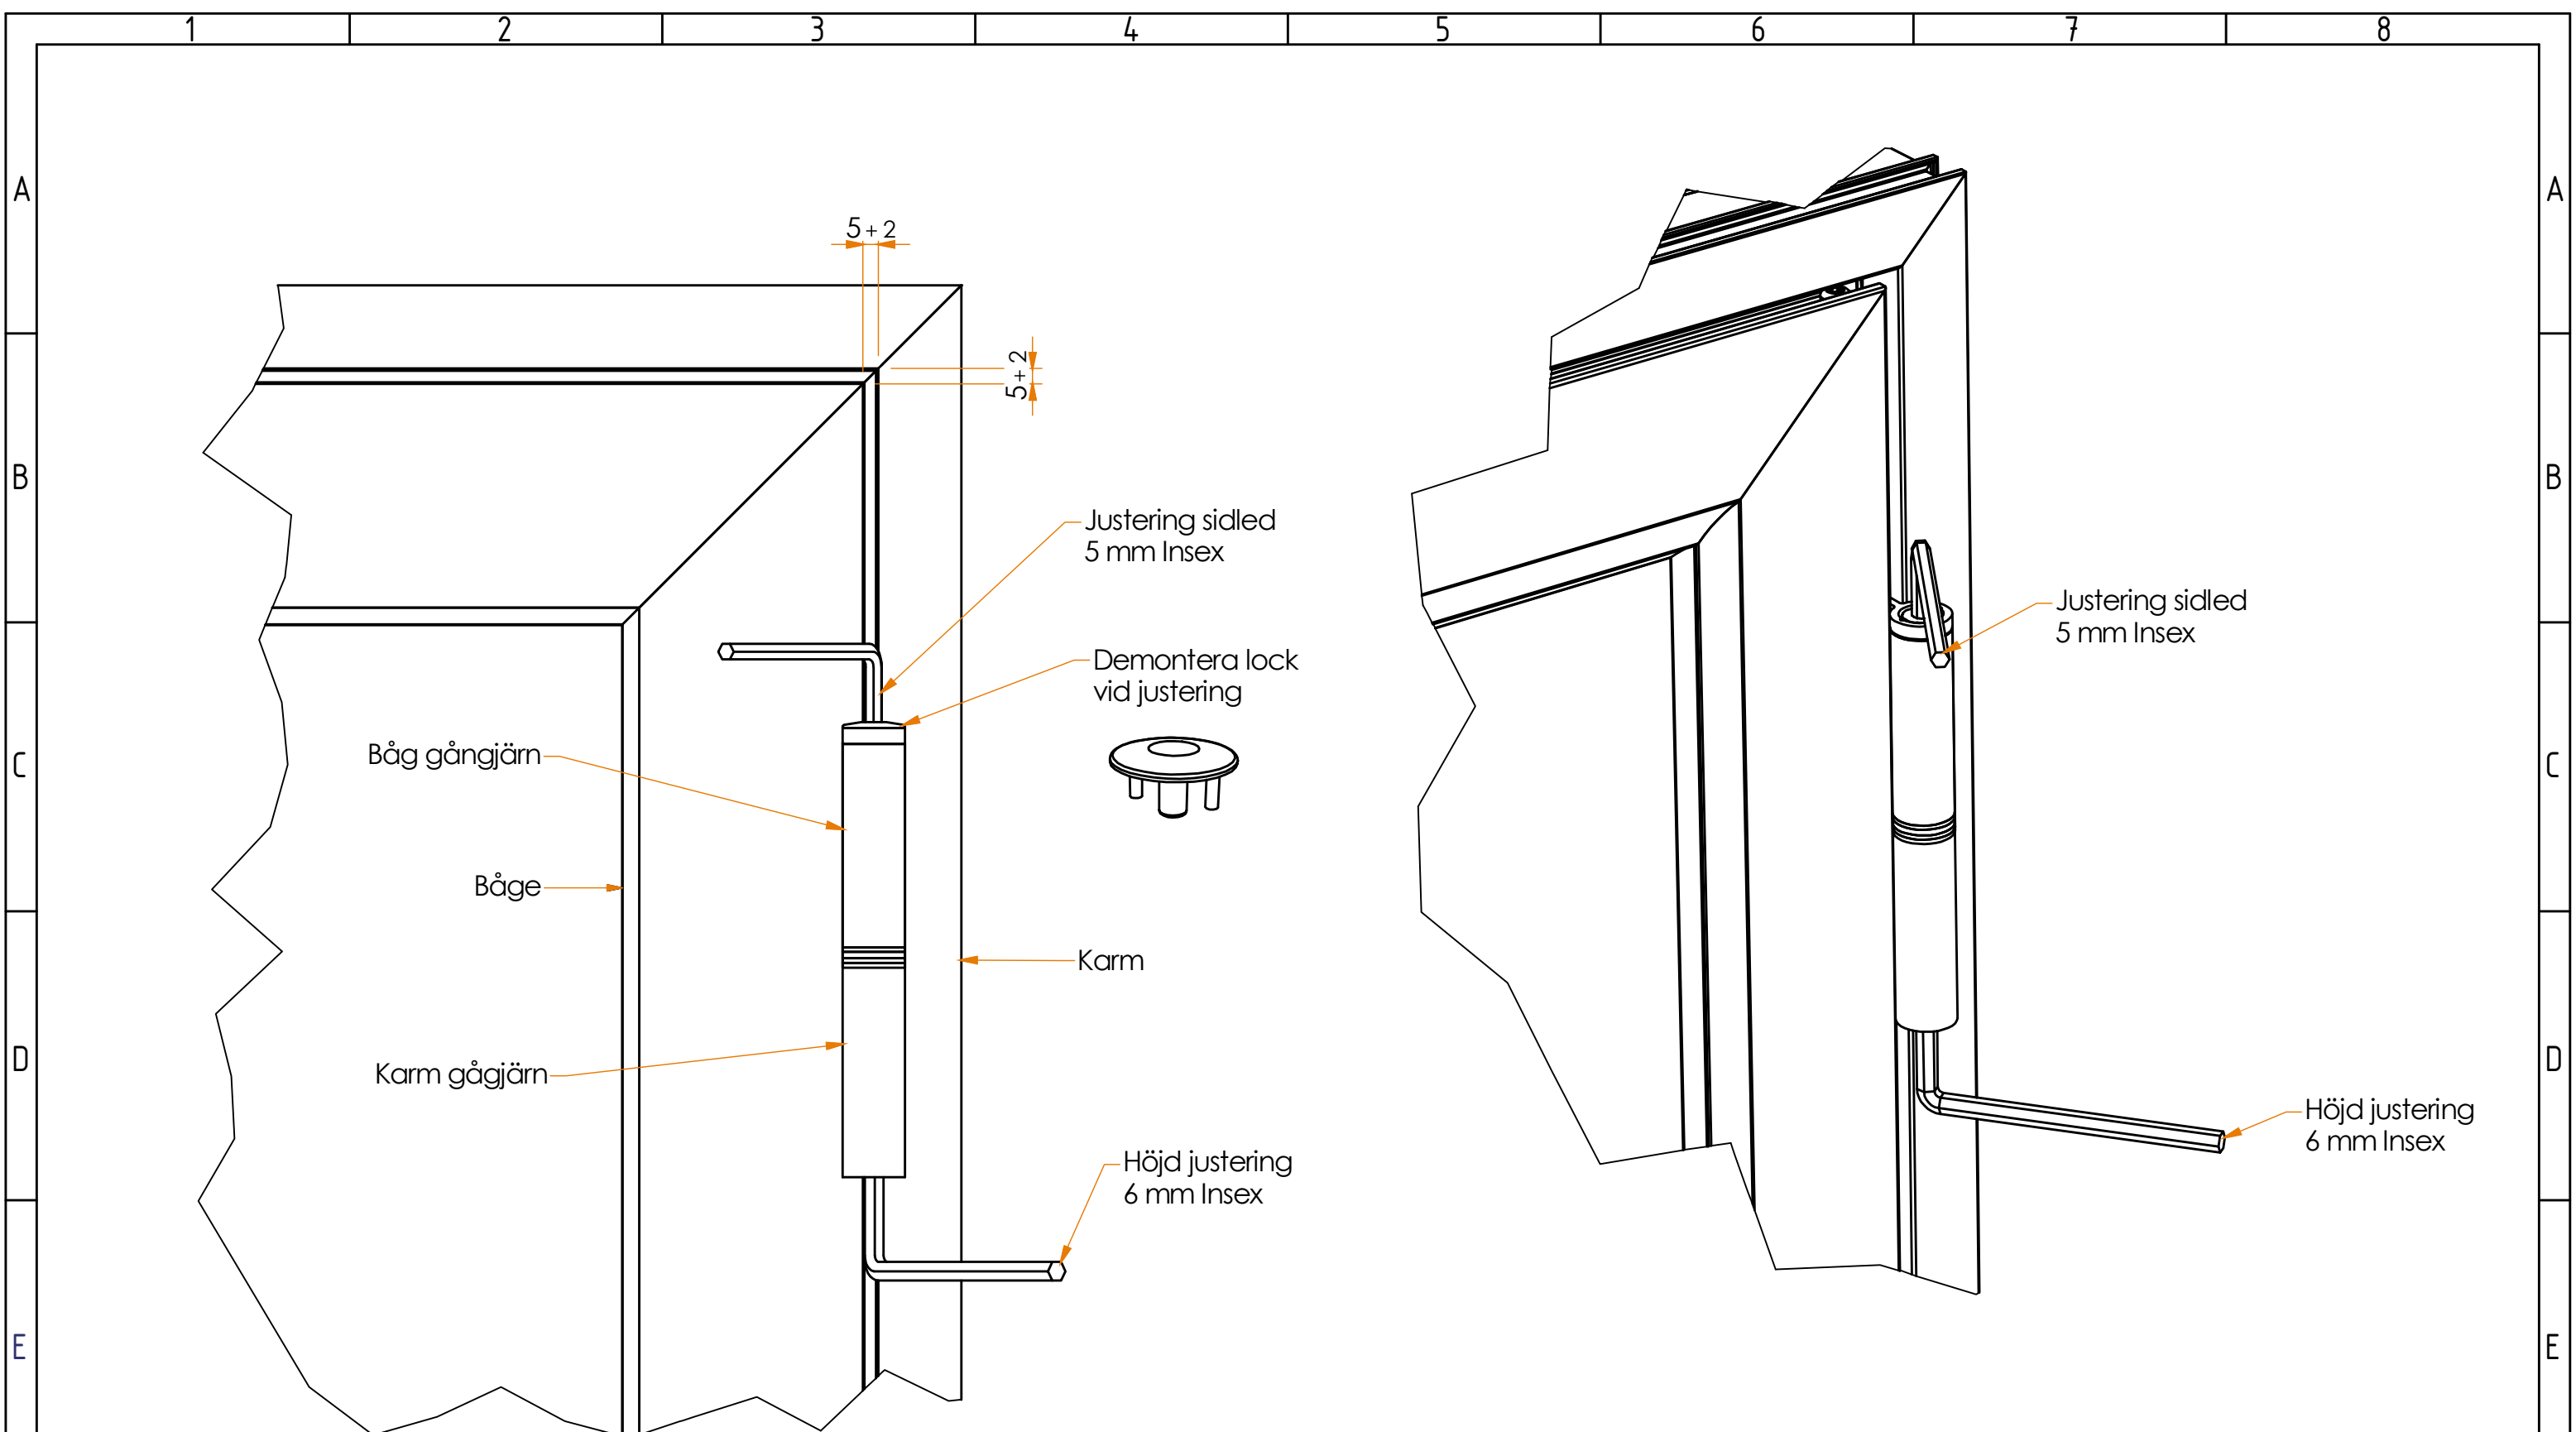 1 2 3 4 5 6 7 8
A A
5 + 2
5 + 2
B B
Justering sidled
5 mm Insex
Demontera lock
vid justering
Justering sidled
5 mm Insex
Båg gångjärn
C C
Båge
Karm
Karm gågjärn
D D
Höjd justering
6 mm Insex
Höjd justering
6 mm Insex
E E